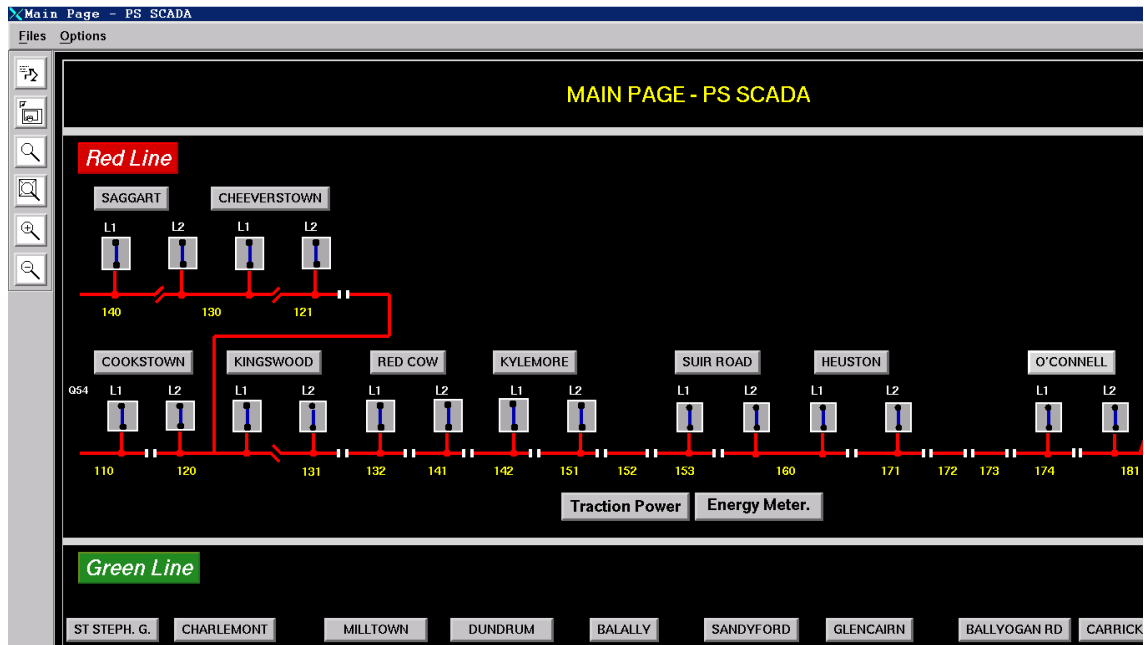 Main Page - PS SCADA
Files Options
MAIN PAGE - PS SCADA
Red Line
SAGGART CHEEVERSTOWN
L1 L2 L1 L2
140 130 121
COOKSTOWN KINGSWOOD RED COW KYLEMORE SUIR ROAD HEUSTON O'CONNELL
Q54 L1 L2 L1 L2 L1 L2 L1 L2 L1 L2 L1 L2 L1 L2
110 120 131 132 141 142 151 152 153 160 171 172 173 174 181
Traction Power Energy Meter.
Green Line
ST STEPH. G. CHARLEMONT MILLTOWN DUNDRUM BALALLY SANDYFORD GLENCAIRN BALLYOGAN RD CARRICK